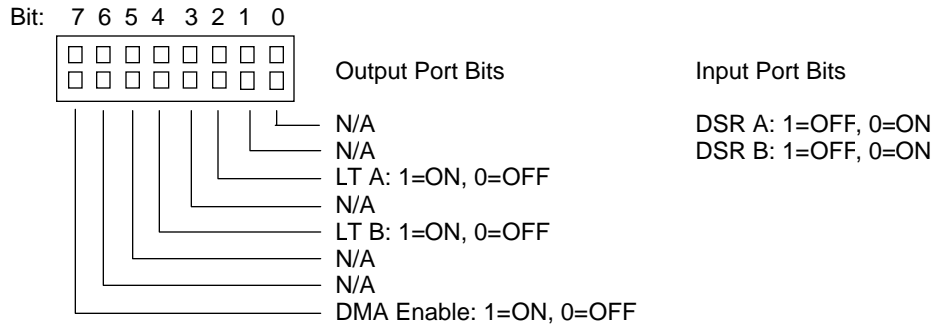 Bit: 7 6 5 4 3 2 1 0
Output Port Bits Input Port Bits
N/A DSR A: 1=OFF, 0=ON
N/A DSR B: 1=OFF, 0=ON
LT A: 1=ON, 0=OFF
N/A
LT B: 1=ON, 0=OFF
N/A
N/A
DMA Enable: 1=ON, 0=OFF